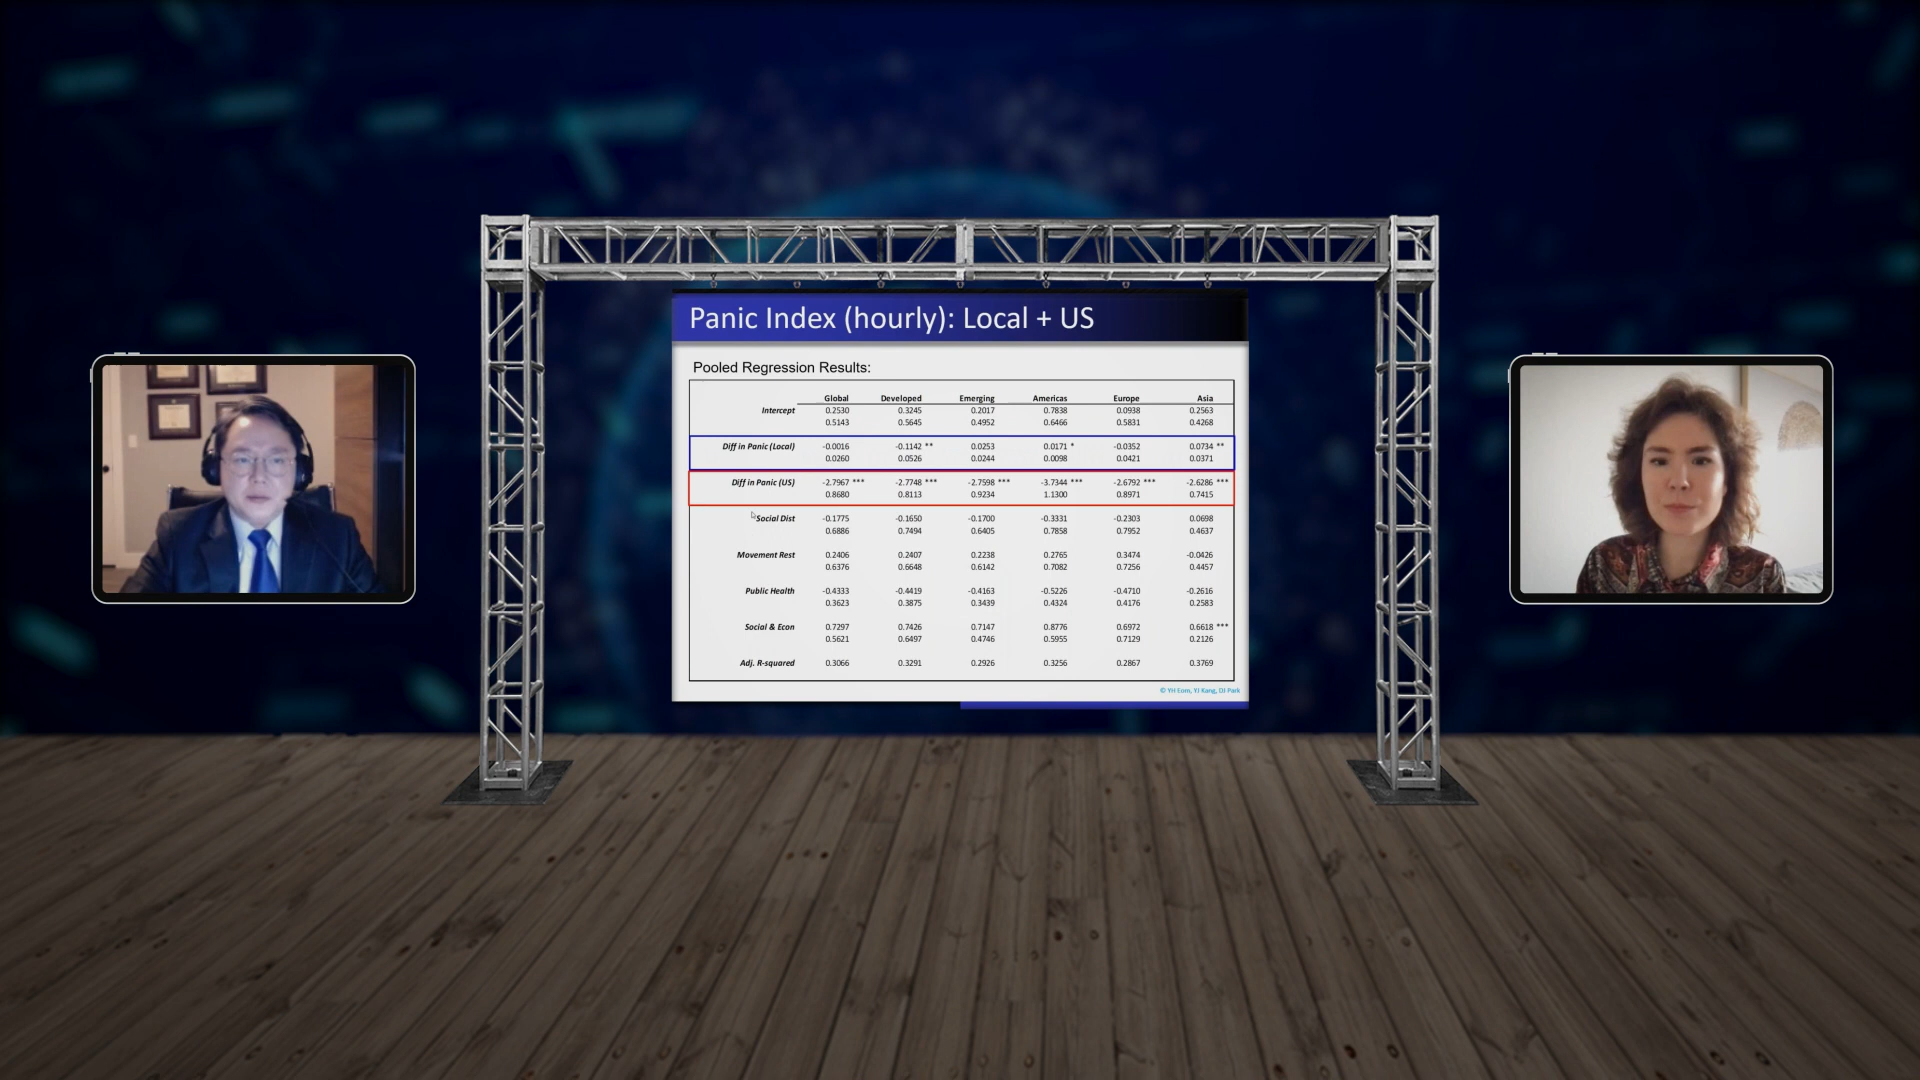 Panic Index (hourly): Local + US
Pooled Regression Results:
Global Developed Emerging Americas Europe Asia
Intercept 0.2530 0.3245 0.2017 0.7838 0.0938 0.2563
0.5143 0.5645 0.4952 0.6466 0.5831 0.4268
Diff in Panic (Local) -0.0016 -0.1142 ** 0.0253 0.0171 * -0.0352 0.0734 **
0.0260 0.0526 0.0244 0.0098 0.0421 0.0371
Diff in Panic (US) -2.7967 *** -2.7748 *** -2.7598 *** -3.7344 *** -2.6792 *** -2.6286 ***
0.8680 0.8113 0.9234 1.1300 0.8971 0.7415
Social Dist -0.1775 -0.1650 -0.1700 -0.3331 -0.2303 0.0698
0.6886 0.7494 0.6405 0.7858 0.7952 0.4637
Movement Rest 0.2406 0.2407 0.2238 0.2765 0.3474 -0.0426
0.6376 0.6648 0.6142 0.7082 0.7256 0.4457
Public Health -0.4333 -0.4419 -0.4163 -0.5226 -0.4710 -0.2616
0.3623 0.3875 0.3439 0.4324 0.4176 0.2583
Social & Econ 0.7297 0.7426 0.7147 0.8776 0.6972 0.6618 ***
0.5621 0.6497 0.4746 0.5955 0.7129 0.2126
Adj. R-squared 0.3066 0.3291 0.2926 0.3256 0.2867 0.3769
© YH Eom, YJ Kang, DJ Park